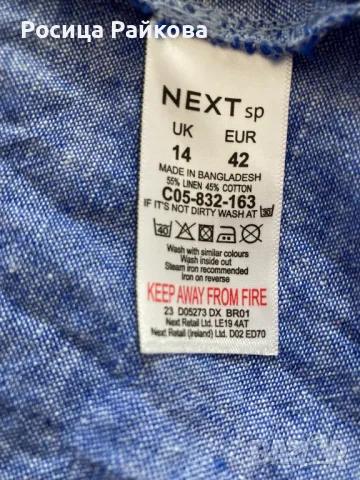 Росица Райкова
NEXT sp
UK EUR
14 42
MADE IN BANGLADESH
55% LINEN 45% COTTON
C05-832-163
IF IT'S NOT DIRTY WASH AT 30
40
Wash with similar colours
Wash inside out
Steam iron recommended
Iron on reverse
KEEP AWAY FROM FIRE
23 D05273 DX BR01
Next Retail Ltd. LE19 4AT
Next Retail (Ireland) Ltd. D02 ED70